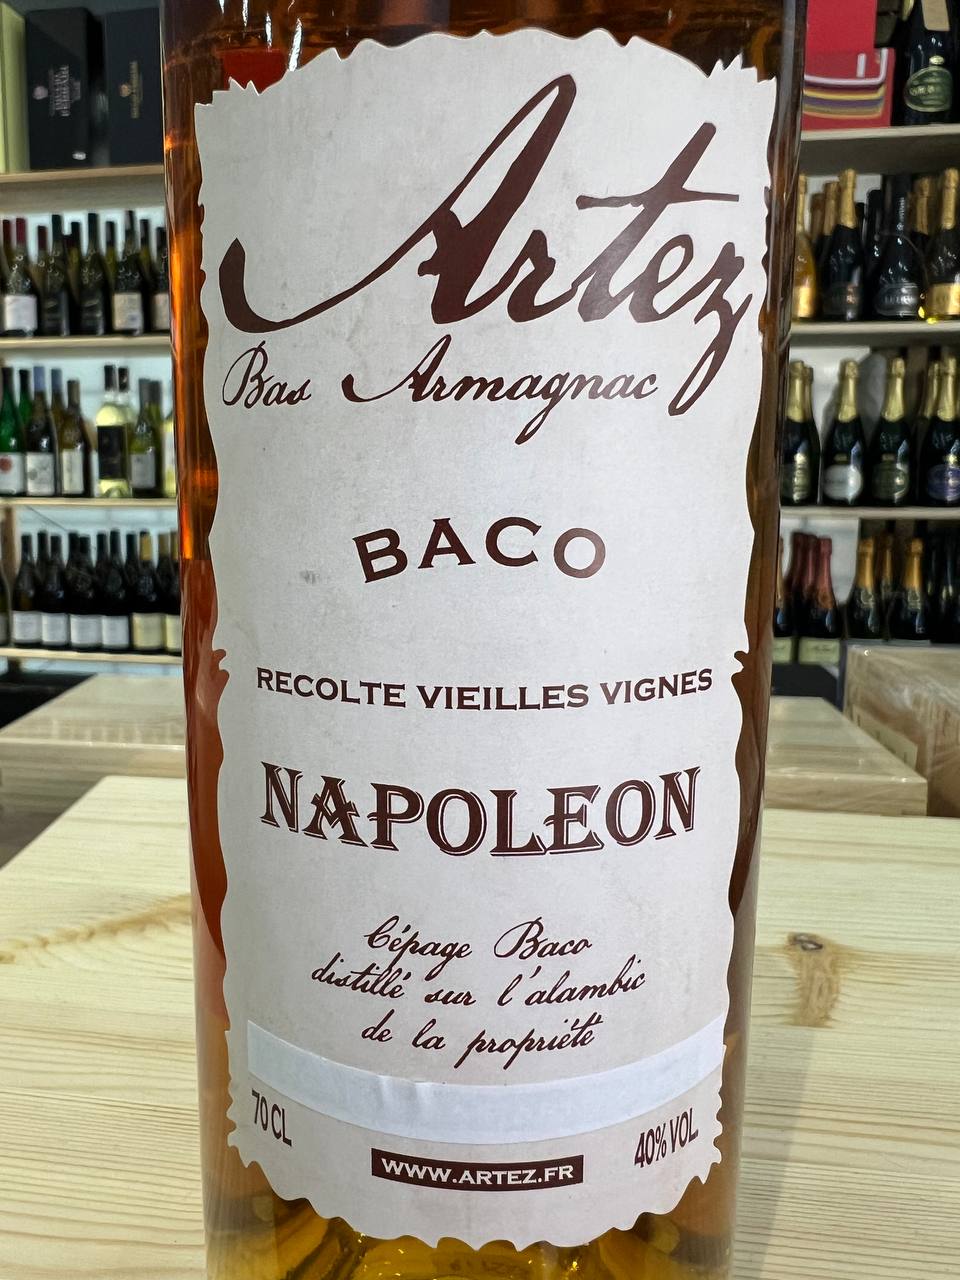 Artez
Bas Armagnac
BACO
RECOLTE VIEILLES VIGNES
NAPOLEON
Cépage Baco
distillé sur l'alambic
de la propriété
70 CL
40% VOL.
WWW.ARTEZ.FR